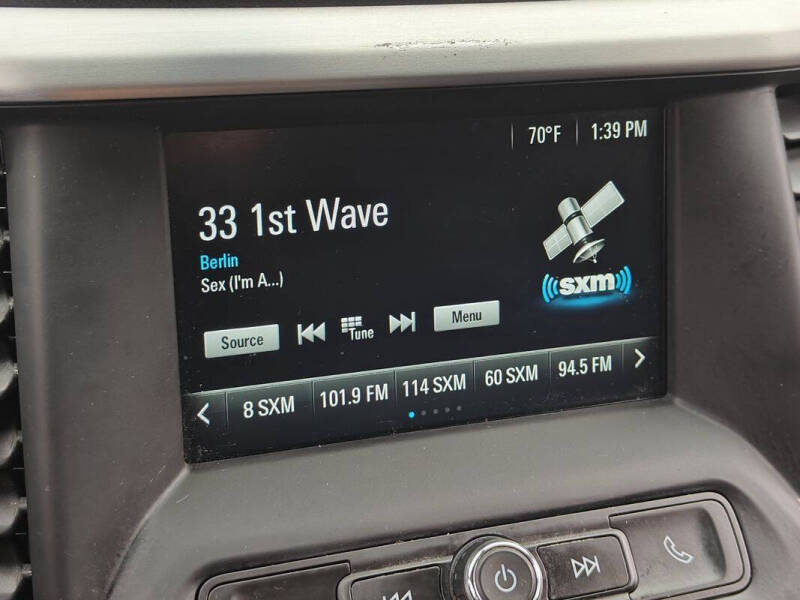 70°F 1:39 PM
33 1st Wave
Berlin
Sex (I'm A...)
sxm
Source Tune Menu
8 SXM 101.9 FM 114 SXM 60 SXM 94.5 FM